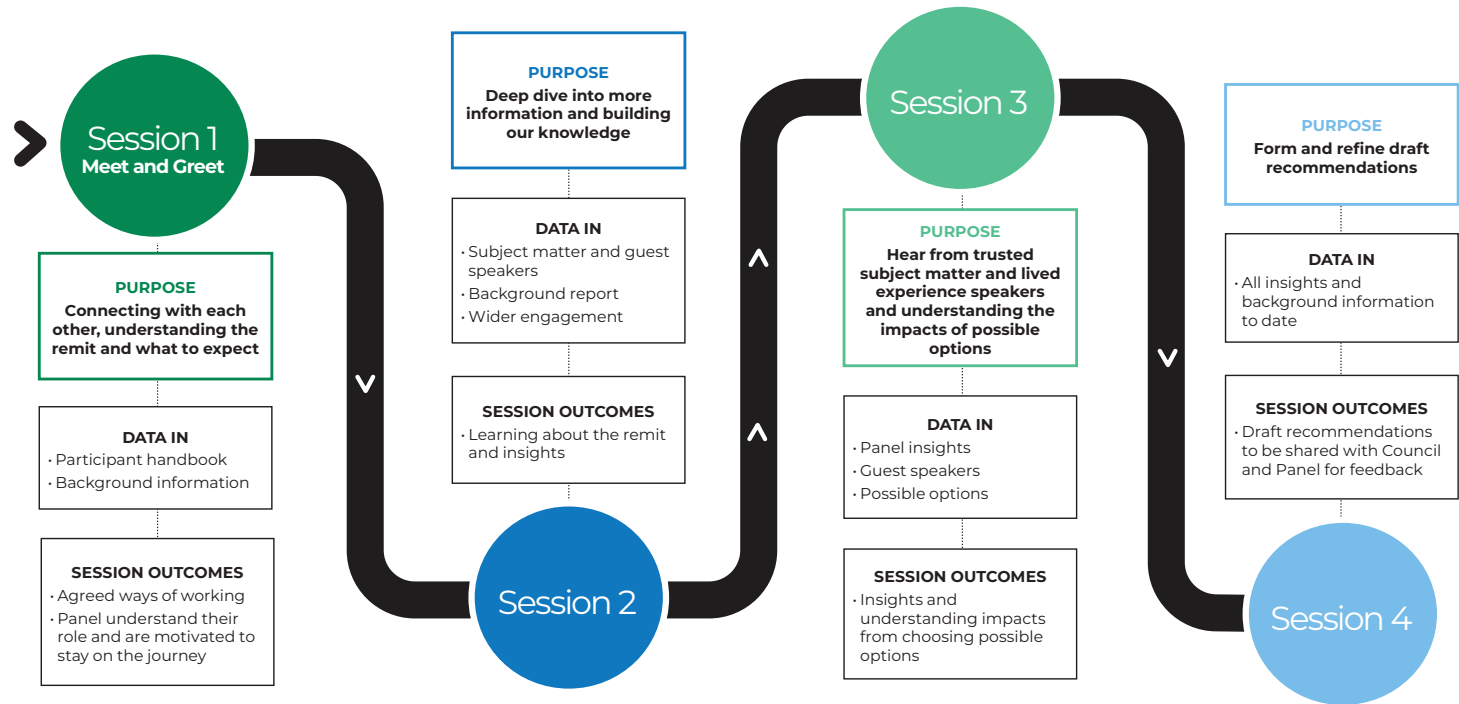 Session 1
Meet and Greet
PURPOSE
Connecting with each
other, understanding the
remit and what to expect
DATA IN
· Participant handbook
· Background information
SESSION OUTCOMES
· Agreed ways of working
· Panel understand their
role and are motivated to
stay on the journey
PURPOSE
Deep dive into more
information and building
our knowledge
DATA IN
· Subject matter and guest
speakers
· Background report
· Wider engagement
SESSION OUTCOMES
· Learning about the remit
and insights
Session 2
Session 3
PURPOSE
Hear from trusted
subject matter and lived
experience speakers
and understanding the
impacts of possible
options
DATA IN
· Panel insights
· Guest speakers
· Possible options
SESSION OUTCOMES
· Insights and
understanding impacts
from choosing possible
options
PURPOSE
Form and refine draft
recommendations
DATA IN
· All insights and
background information
to date
SESSION OUTCOMES
· Draft recommendations
to be shared with Council
and Panel for feedback
Session 4